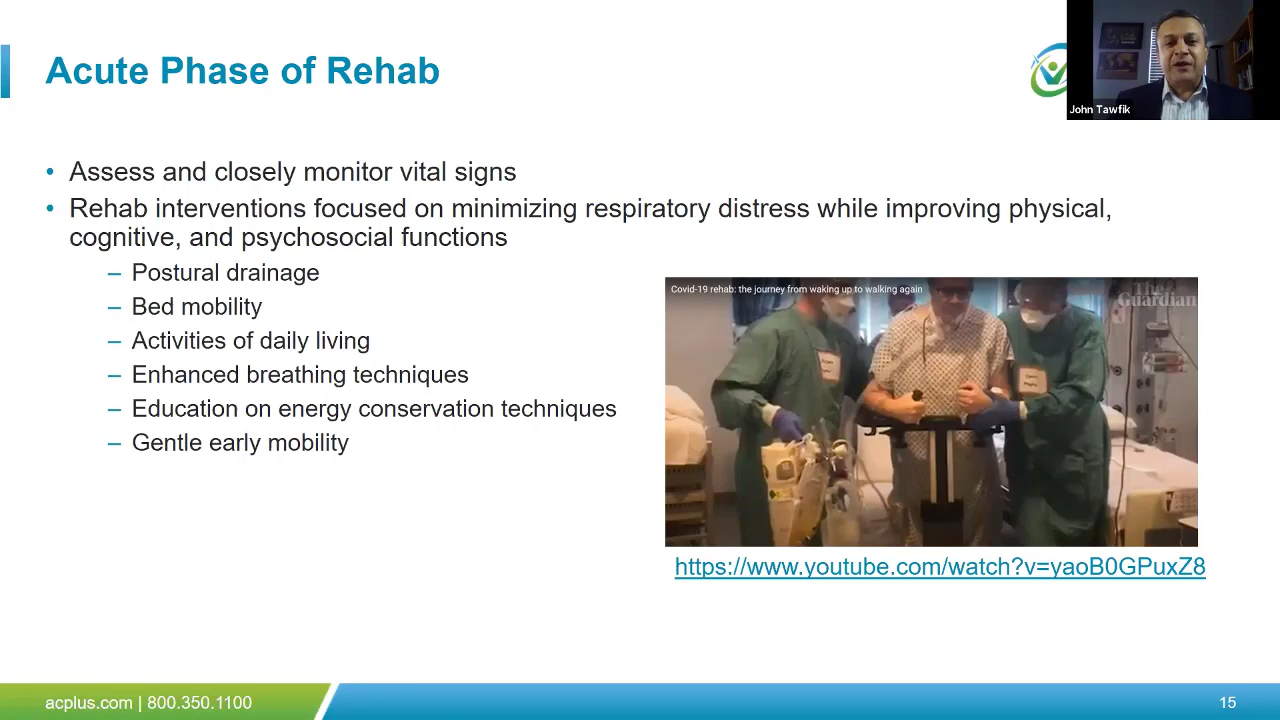 Acute Phase of Rehab
John Tawfik
• Assess and closely monitor vital signs
• Rehab interventions focused on minimizing respiratory distress while improving physical,
cognitive, and psychosocial functions
– Postural drainage
– Bed mobility
– Activities of daily living
– Enhanced breathing techniques
– Education on energy conservation techniques
– Gentle early mobility
Covid-19 rehab: the journey from waking up to walking again
The
Guardian
https://www.youtube.com/watch?v=yaoB0GPuxZ8
acplus.com | 800.350.1100
15